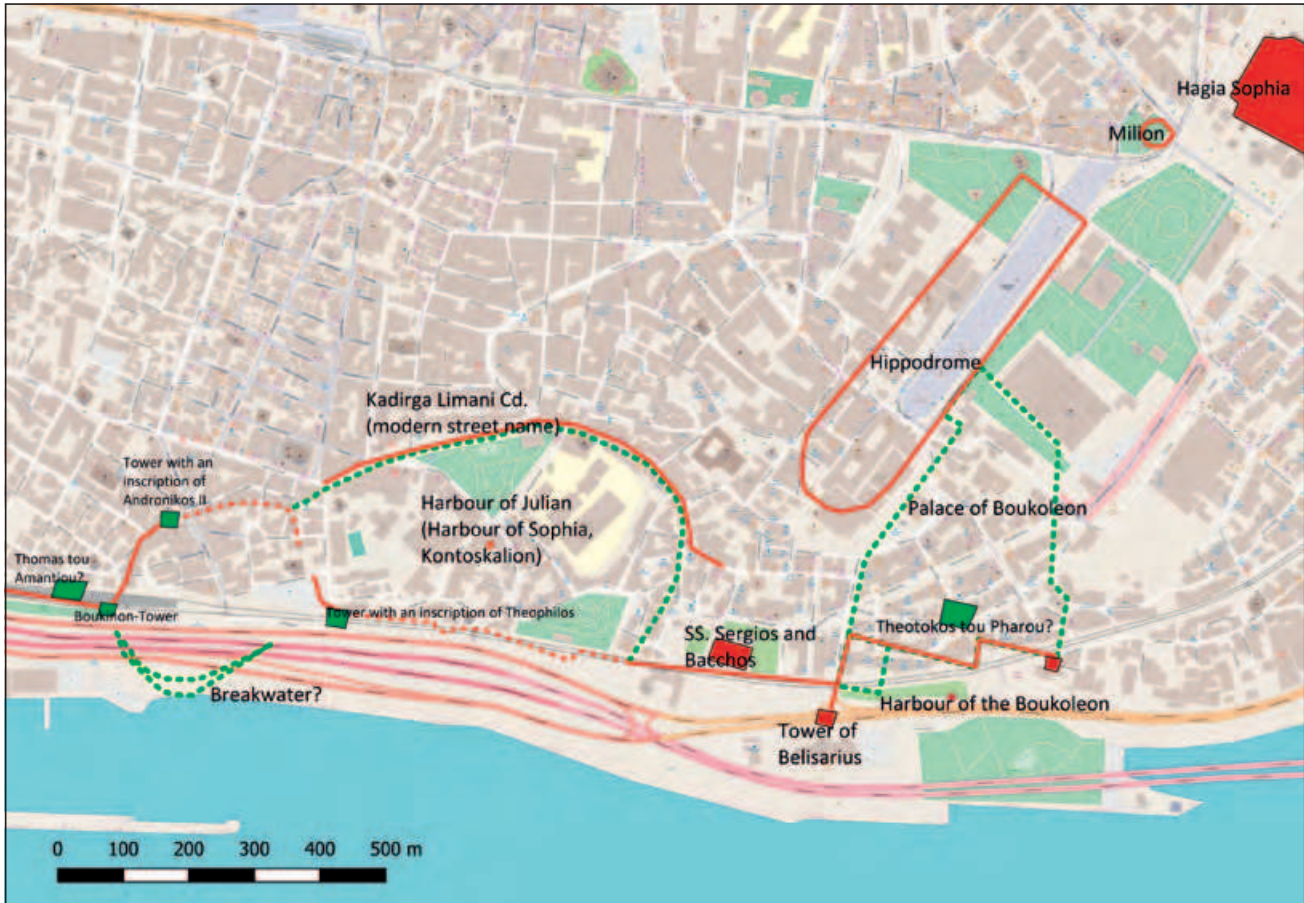 Hagia Sophia
Milion
Hippodrome
Kadirga Limani Cd.
(modern street name)
Tower with an
inscription of
Andronikos II
Harbour of Julian
(Harbour of Sophia,
Kontoskalion)
Palace of Boukoleon
Thomas tou
Amantiou?
Boukinon-Tower
Tower with an inscription of Theophilos
SS. Sergios and
Bacchos
Theotokos tou Pharou?
Breakwater?
Harbour of the Boukoleon
Tower of
Belisarius
0 100 200 300 400 500 m